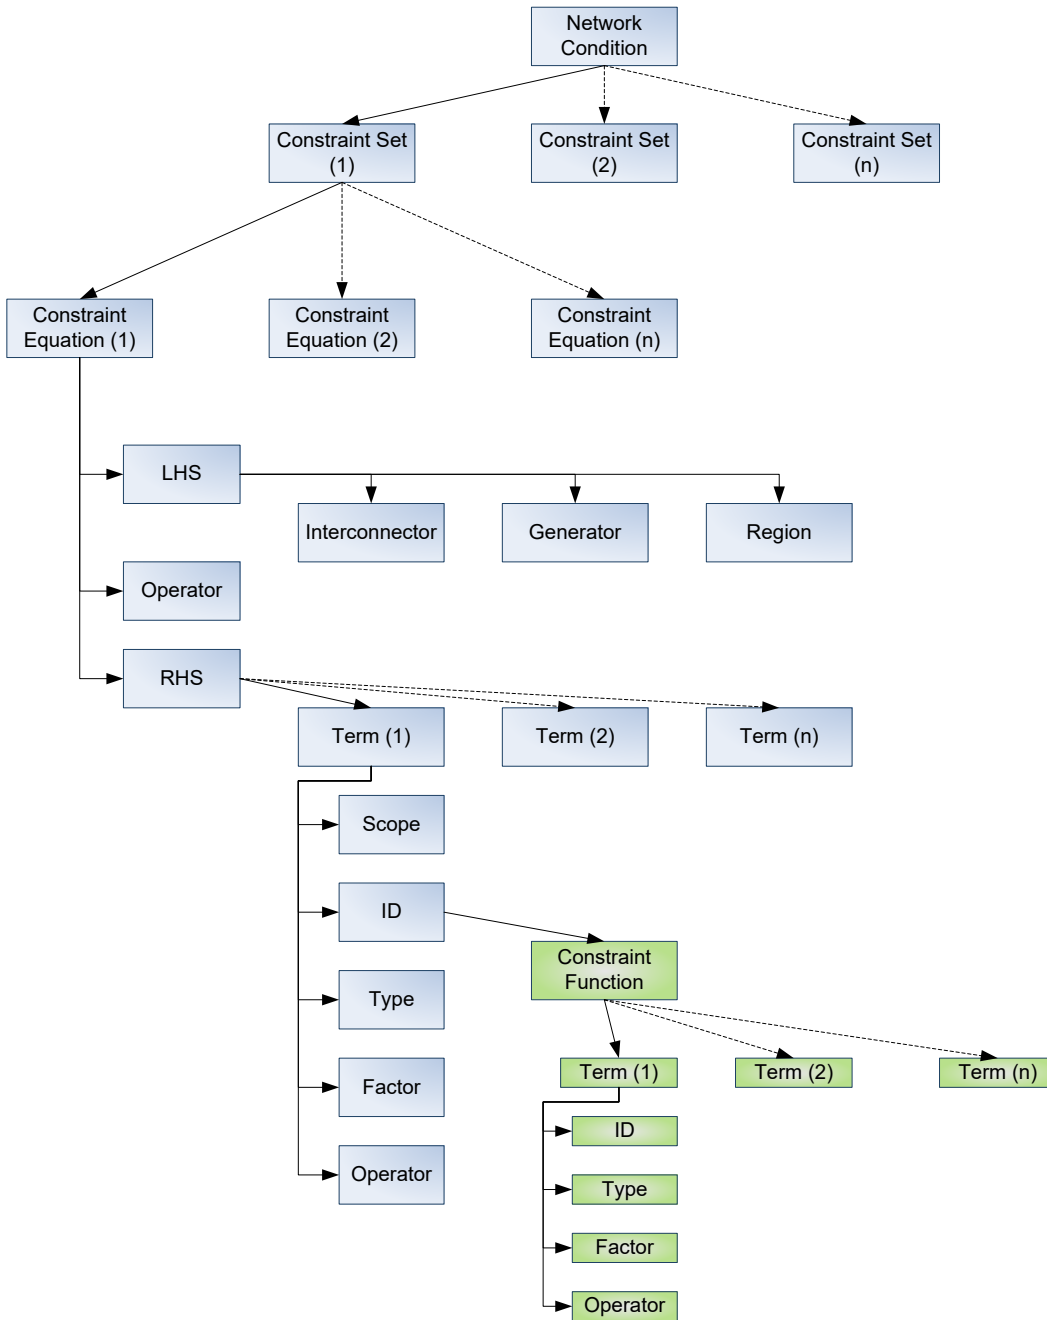 Network
Condition
Constraint Set
(1)
Constraint Set
(2)
Constraint Set
(n)
Constraint
Equation (1)
Constraint
Equation (2)
Constraint
Equation (n)
LHS
Interconnector
Generator
Region
Operator
RHS
Term (1)
Term (2)
Term (n)
Scope
ID
Constraint
Function
Type
Term (1)
Term (2)
Term (n)
Factor
ID
Operator
Type
Factor
Operator